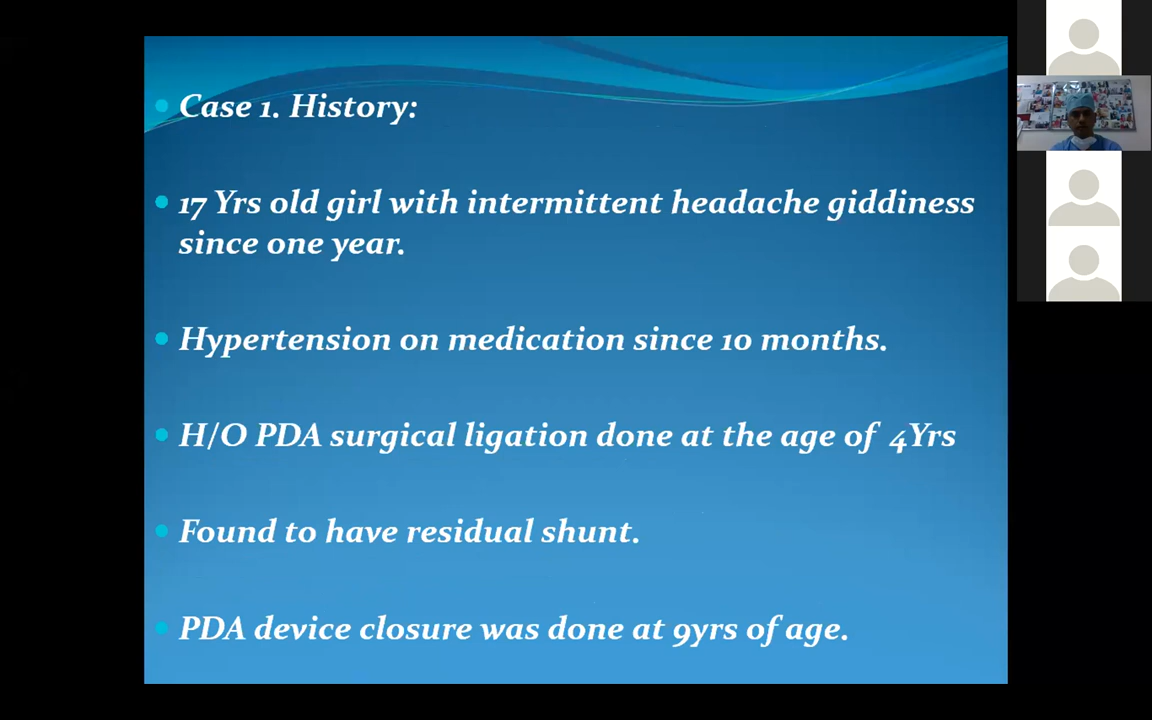 Case 1. History:
17 Yrs old girl with intermittent headache giddiness
since one year.
Hypertension on medication since 10 months.
H/O PDA surgical ligation done at the age of 4Yrs
Found to have residual shunt.
PDA device closure was done at 9yrs of age.